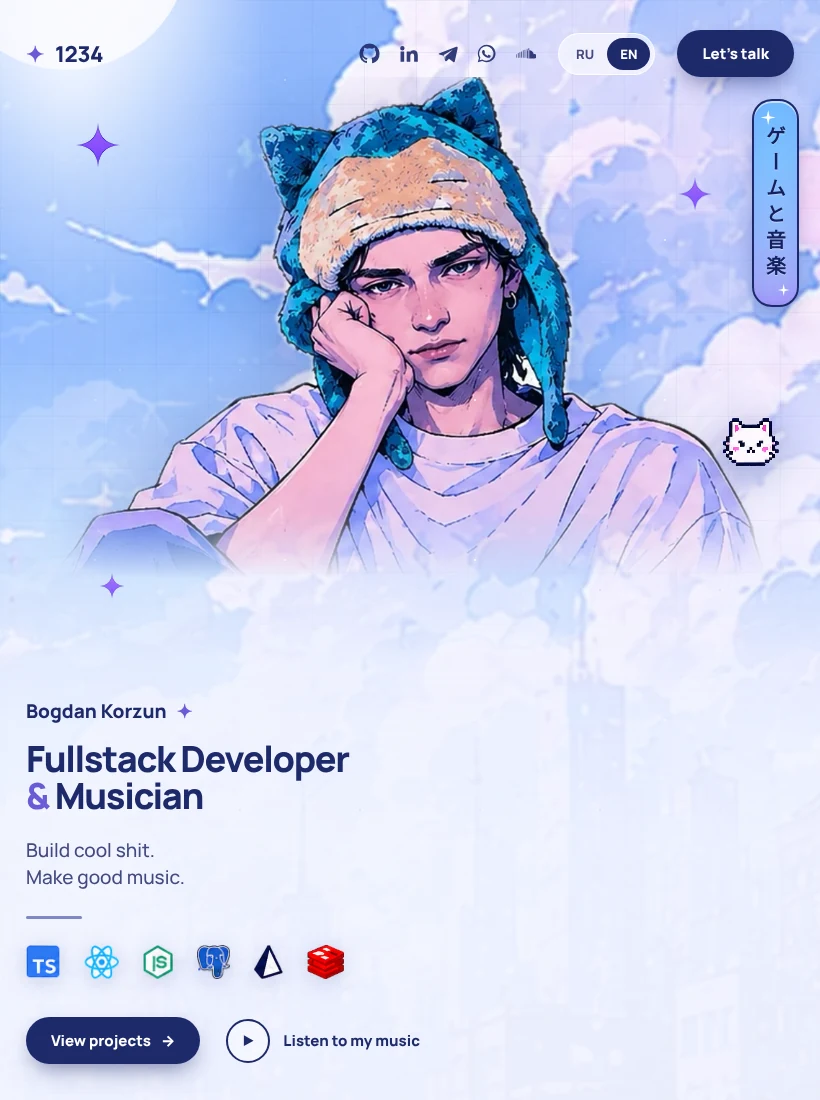 1234
RU
EN
Let's talk
ゲームと音楽
Bogdan Korzun
Fullstack Developer
& Musician
Build cool shit.
Make good music.
TS
JS
View projects →
Listen to my music